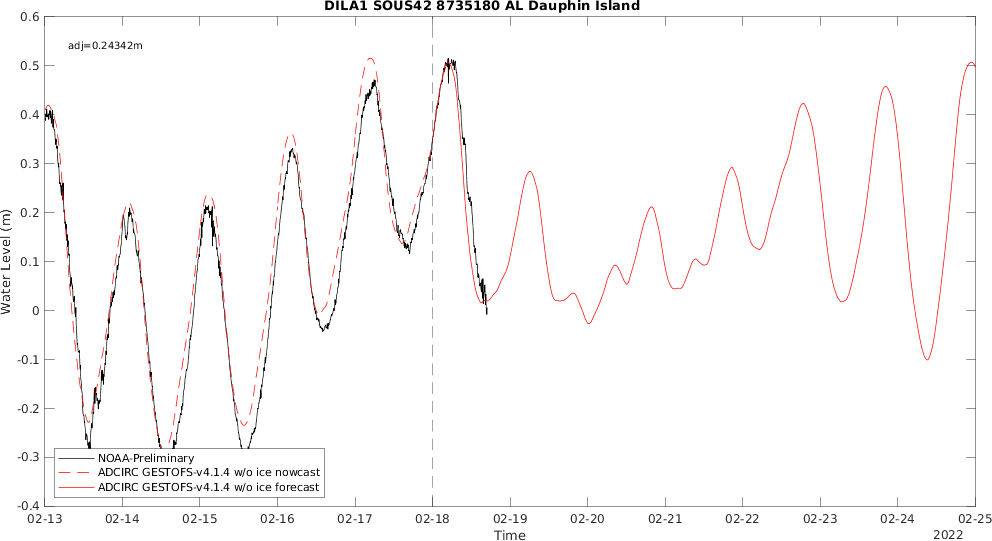 DILA1 SOUS42 8735180 AL Dauphin Island
adj=0.24342m
Water Level (m)
0.6
0.5
0.4
0.3
0.2
0.1
0
-0.1
-0.2
-0.3
-0.4
NOAA-Preliminary
ADCIRC GESTOFS-v4.1.4 w/o ice nowcast
ADCIRC GESTOFS-v4.1.4 w/o ice forecast
02-13 02-14 02-15 02-16 02-17 02-18 02-19 02-20 02-21 02-22 02-23 02-24 02-25
Time
2022